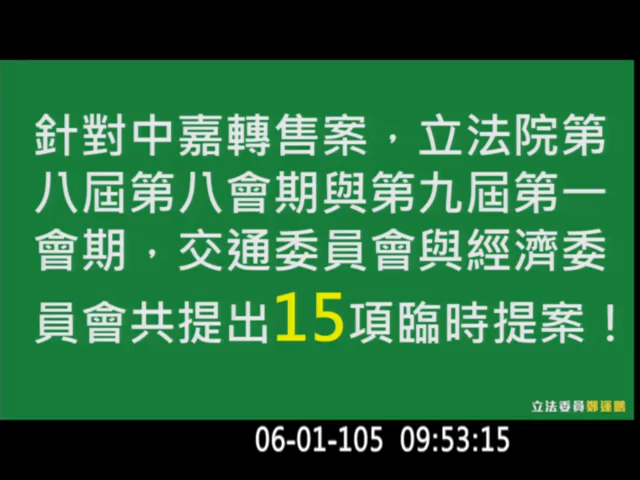 針對中嘉轉售案，立法院第
八屆第八會期與第九屆第一
會期，交通委員會與經濟委
員會共提出15項臨時提案！
立法委員鄭運鵬
06-01-105 09:53:15